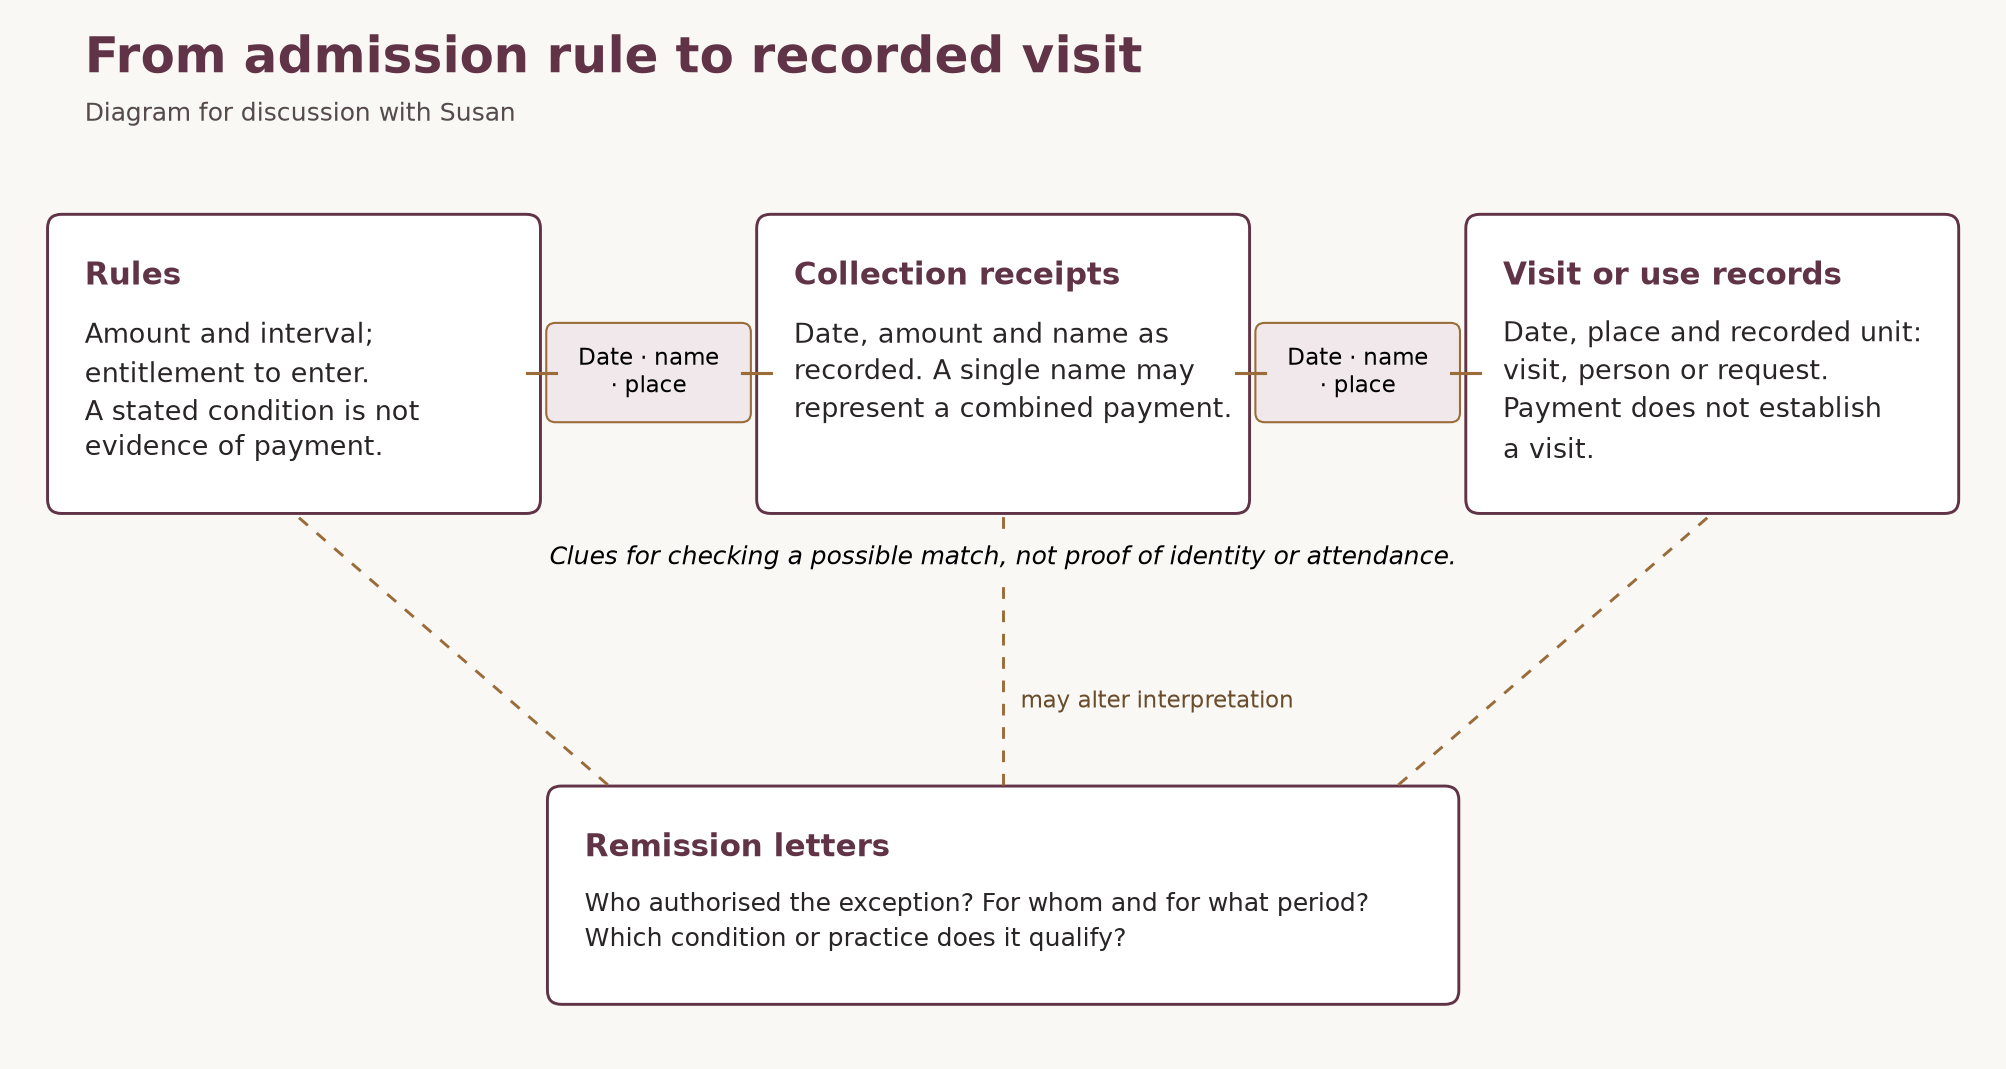 From admission rule to recorded visit
Diagram for discussion with Susan
Rules
Amount and interval;
entitlement to enter.
A stated condition is not
evidence of payment.
Date · name
· place
Collection receipts
Date, amount and name as
recorded. A single name may
represent a combined payment.
Date · name
· place
Visit or use records
Date, place and recorded unit:
visit, person or request.
Payment does not establish
a visit.
Clues for checking a possible match, not proof of identity or attendance.
may alter interpretation
Remission letters
Who authorised the exception? For whom and for what period?
Which condition or practice does it qualify?